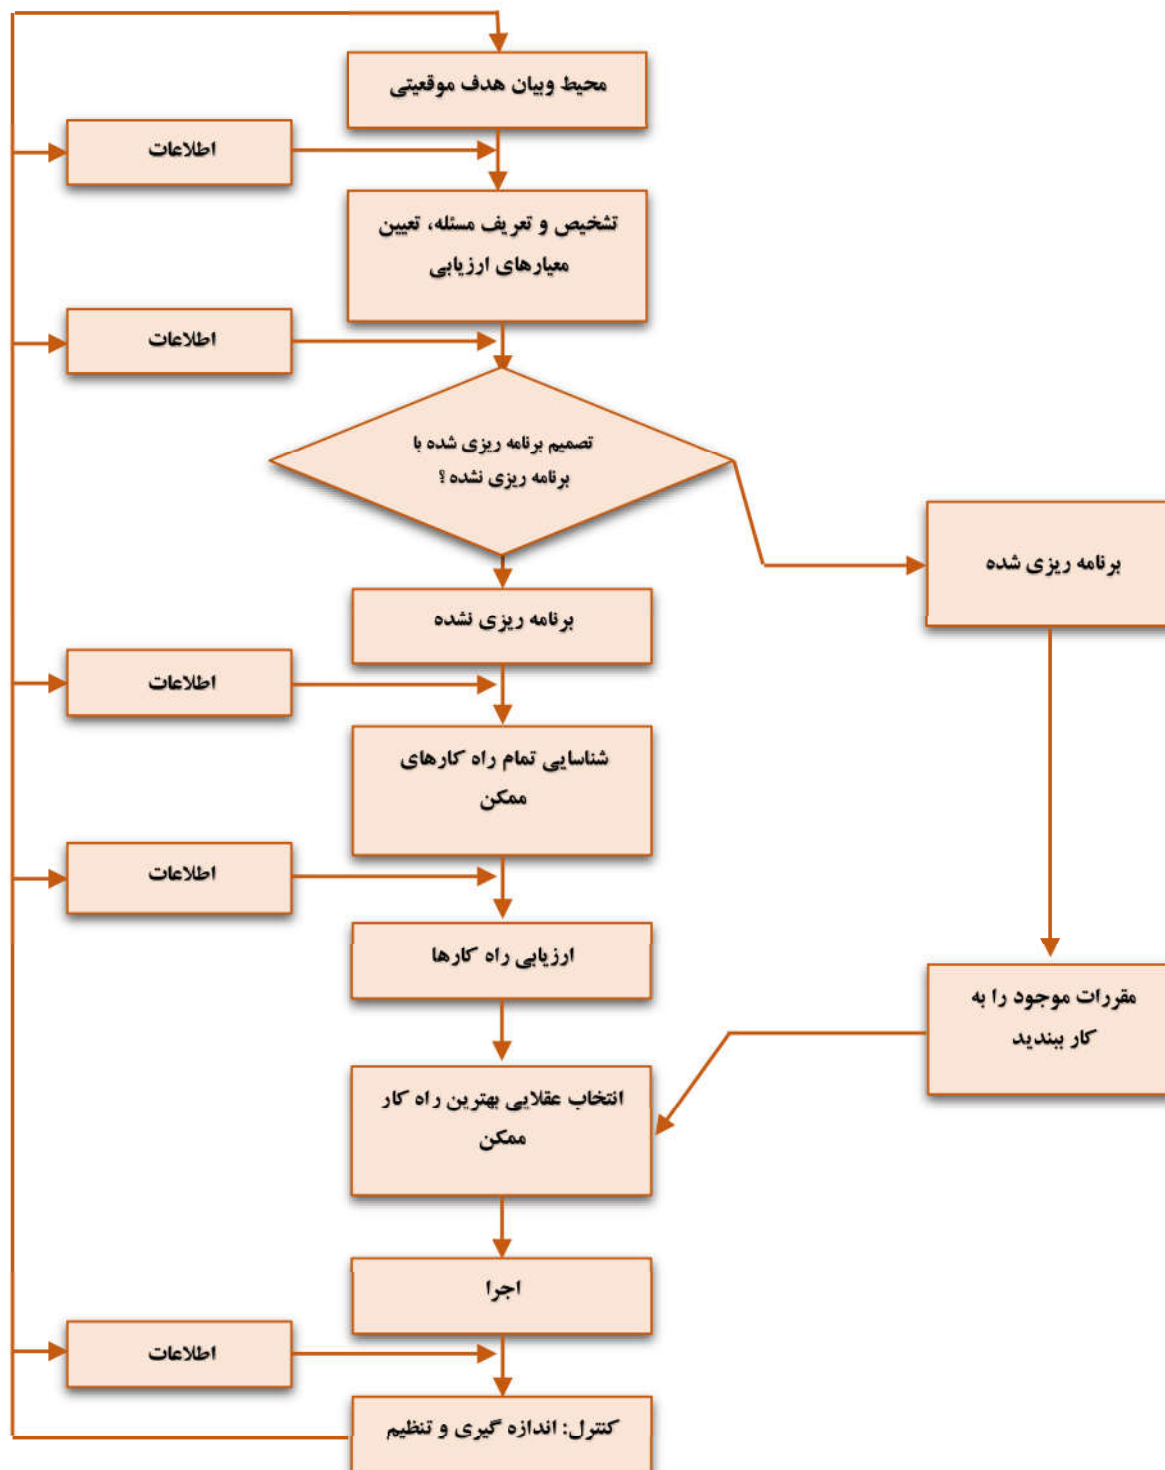 محیط وبیان هدف موقعیتی
اطلاعات
تشخیص و تعریف مسئله، تعیین
معیارهای ارزیابی
اطلاعات
تصمیم برنامه ریزی شده با
برنامه ریزی نشده ؟
برنامه ریزی شده
برنامه ریزی نشده
اطلاعات
شناسایی تمام راه کارهای
ممکن
اطلاعات
ارزیابی راه کارها
مقررات موجود را به
کار ببندید
انتخاب عقلایی بهترین راه کار
ممکن
اجرا
اطلاعات
کنترل: اندازه گیری و تنظیم